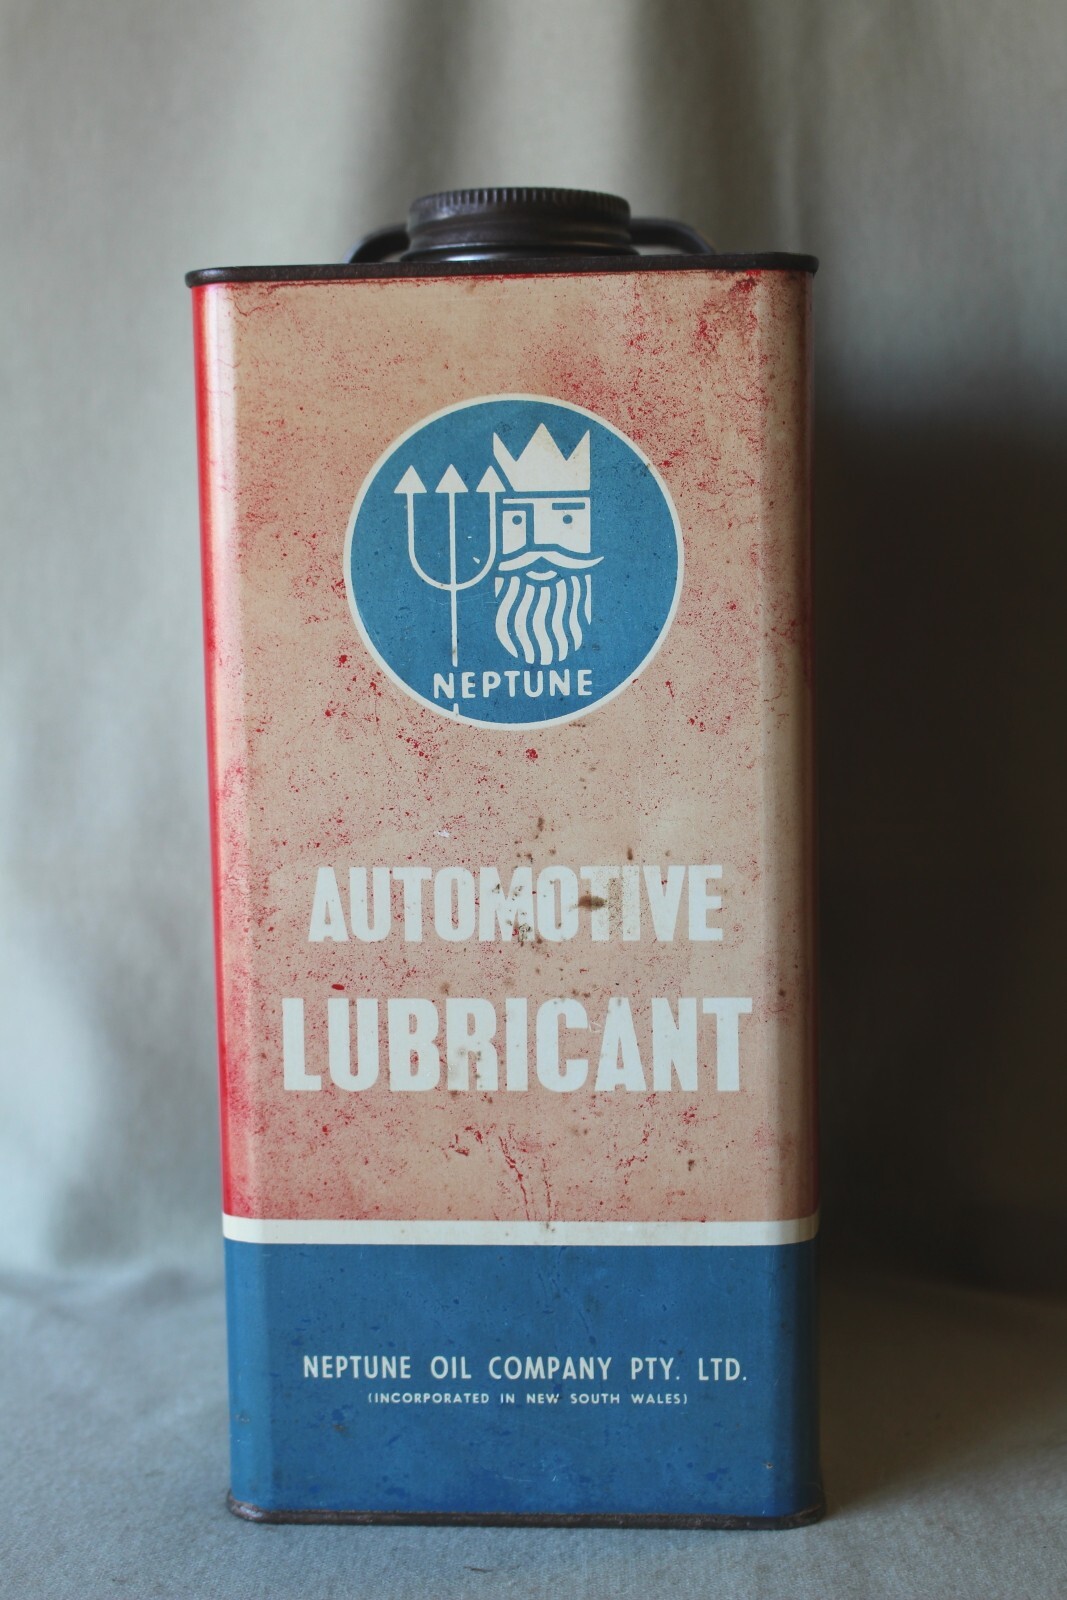 NEPTUNE
AUTOMOTIVE
LUBRICANT
NEPTUNE OIL COMPANY PTY. LTD.
(INCORPORATED IN NEW SOUTH WALES)